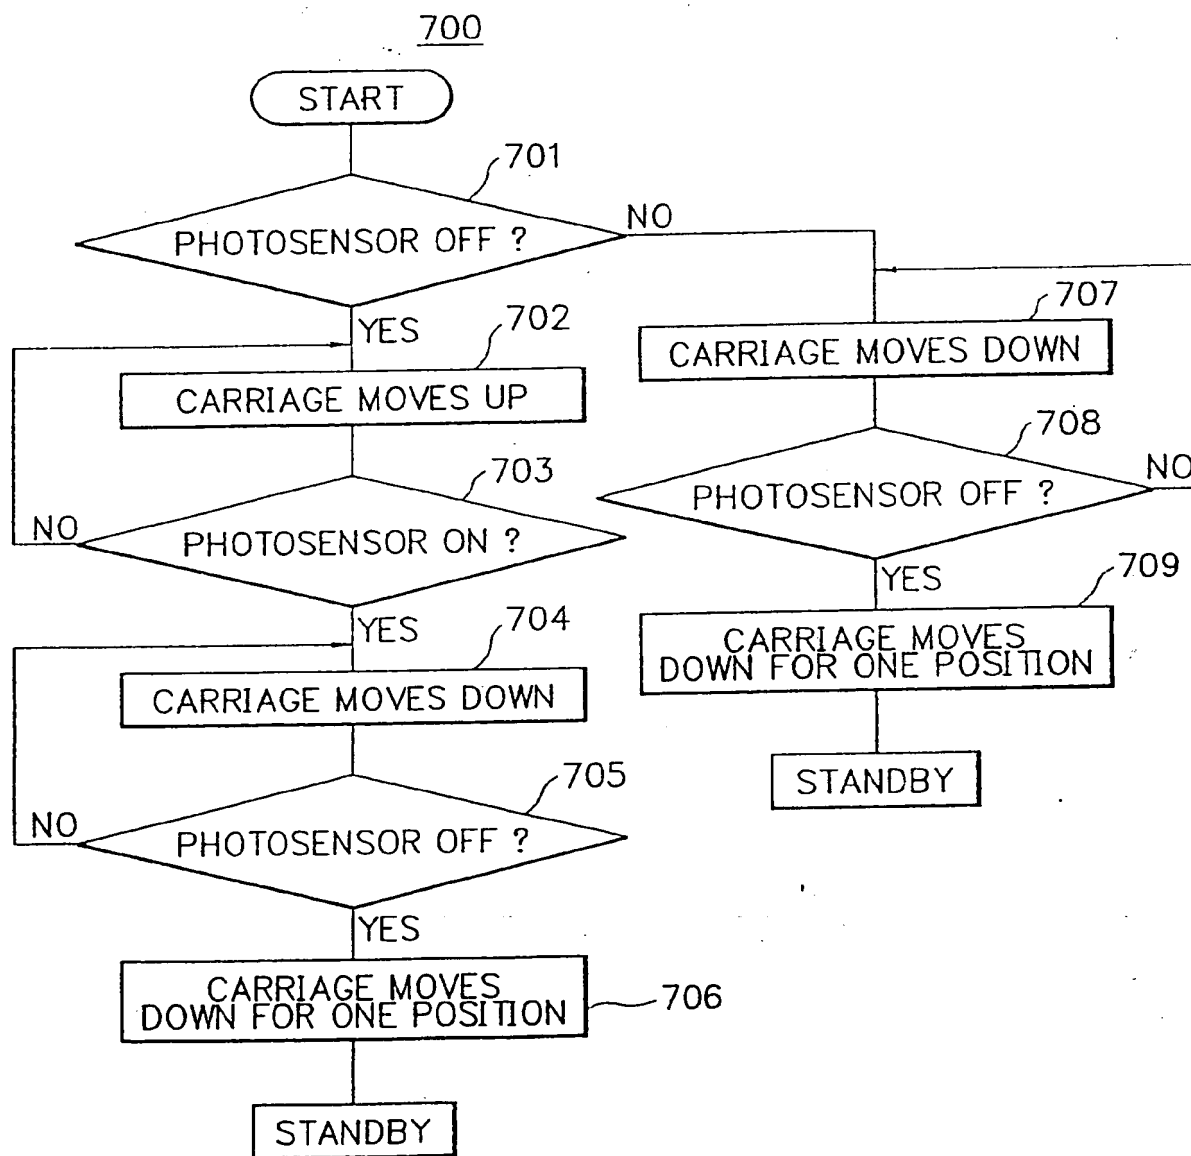 700
START
701
PHOTOSENSOR OFF ?
NO
YES
702
CARRIAGE MOVES UP
703
PHOTOSENSOR ON ?
NO
YES
704
CARRIAGE MOVES DOWN
705
PHOTOSENSOR OFF ?
NO
YES
CARRIAGE MOVES
DOWN FOR ONE POSITION
706
STANDBY
707
CARRIAGE MOVES DOWN
708
PHOTOSENSOR OFF ?
NO
YES
709
CARRIAGE MOVES
DOWN FOR ONE POSITION
STANDBY